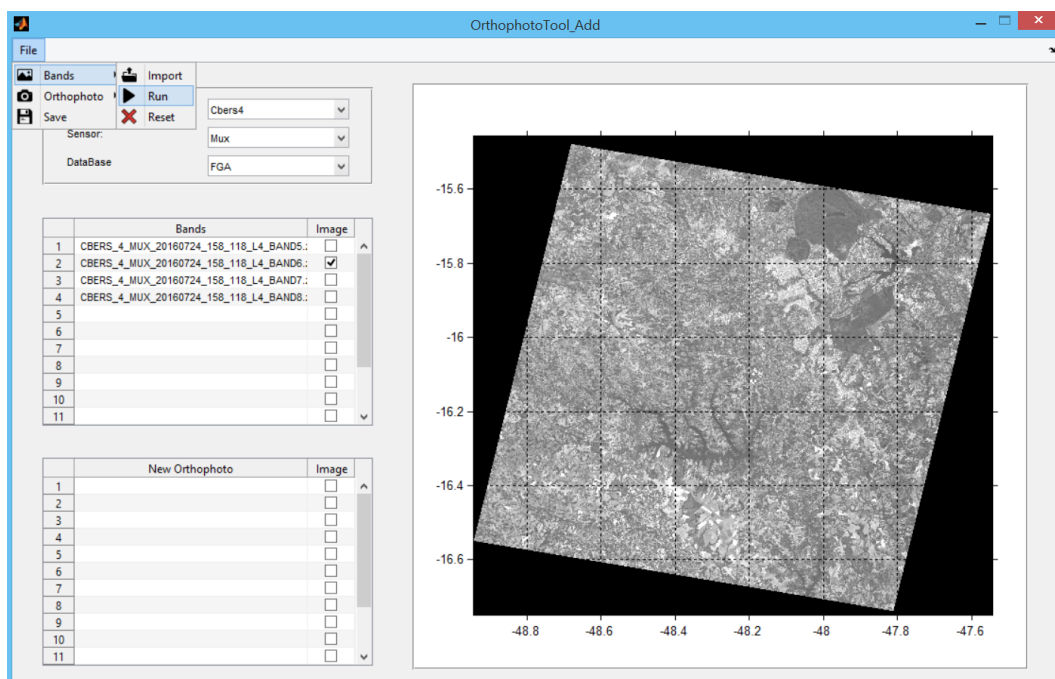 OrthophotoTool_Add
File
Bands Import
Orthophoto Run
Save Reset
Cbers4
Sensor: Mux
DataBase FGA
Bands Image
1 CBERS_4_MUX_20160724_158_118_L4_BAND5.:
2 CBERS_4_MUX_20160724_158_118_L4_BAND6.:
3 CBERS_4_MUX_20160724_158_118_L4_BAND7.:
4 CBERS_4_MUX_20160724_158_118_L4_BAND8.:
5
6
7
8
9
10
11
New Orthophoto Image
1
2
3
4
5
6
7
8
9
10
11
-15.6
-15.8
-16
-16.2
-16.4
-16.6
-48.8 -48.6 -48.4 -48.2 -48 -47.8 -47.6